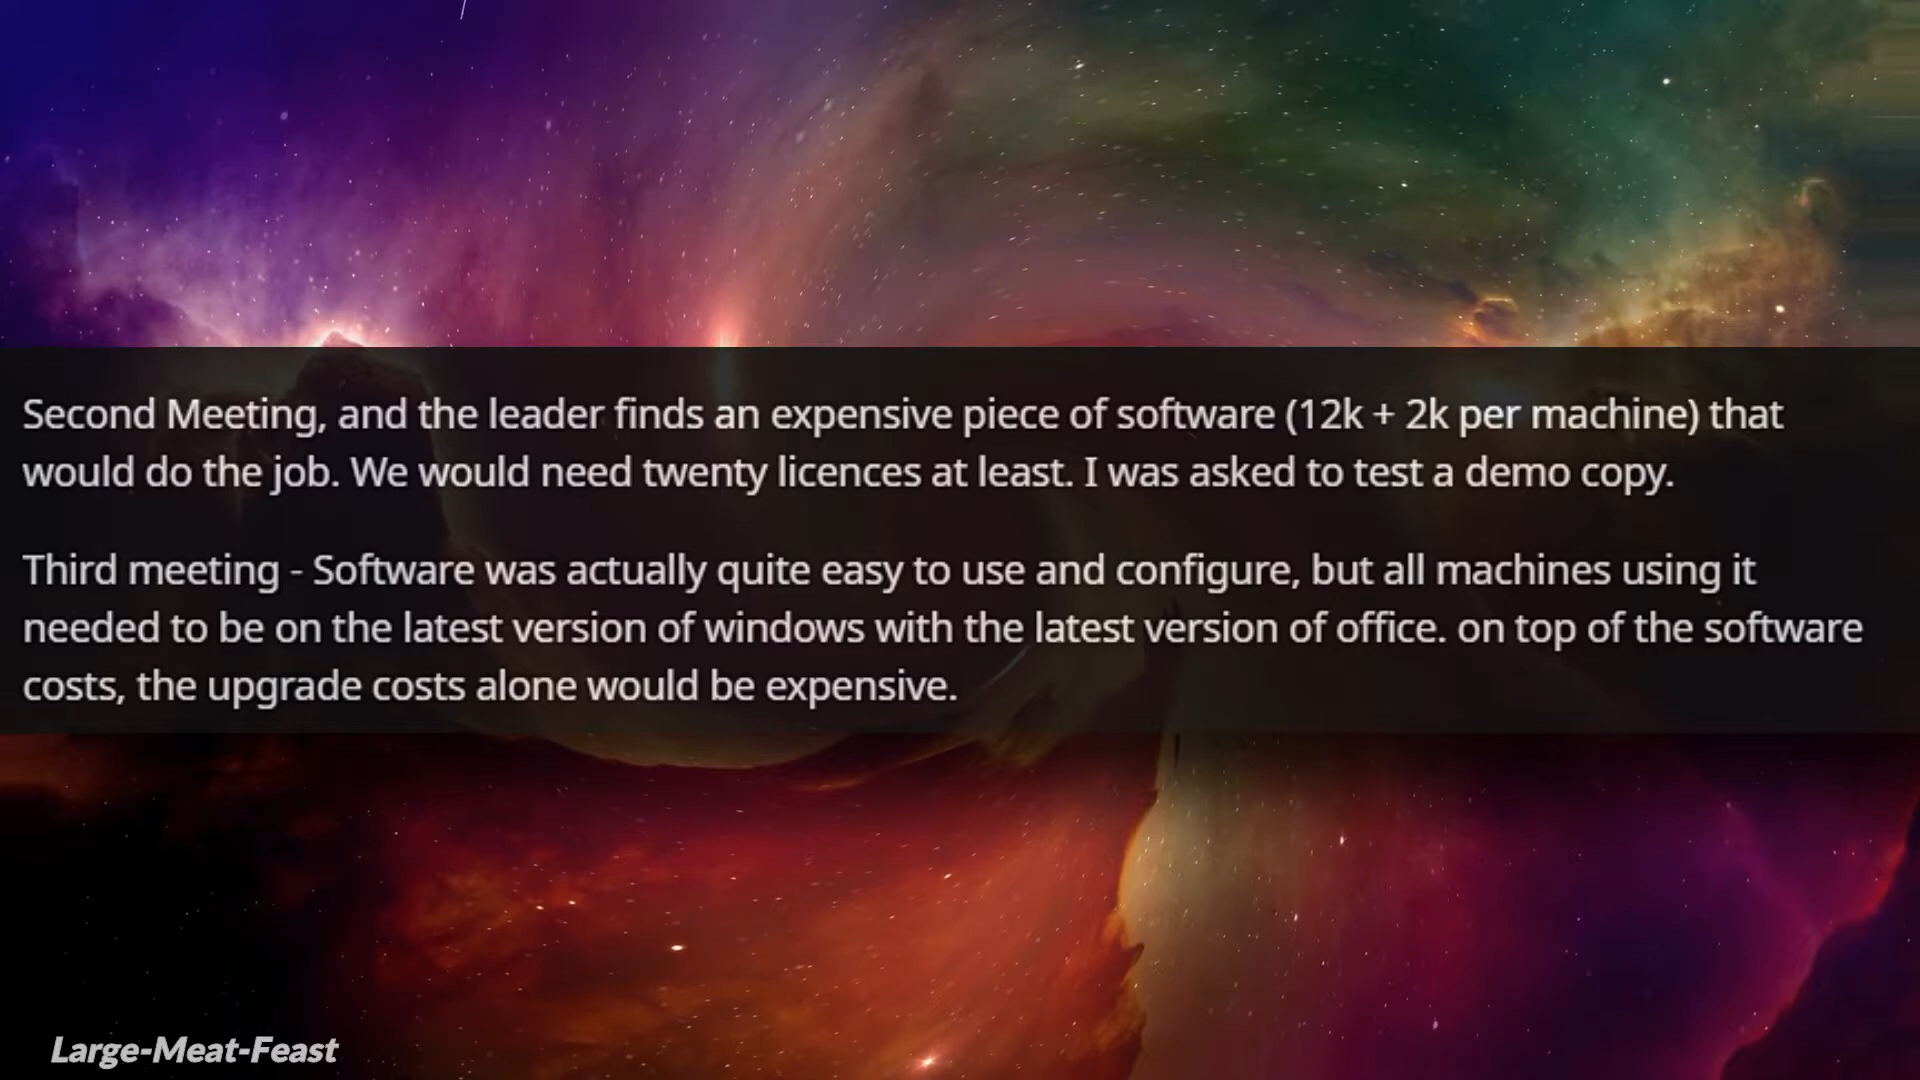 Second Meeting, and the leader finds an expensive piece of software (12k + 2k per machine) that
would do the job. We would need twenty licences at least. I was asked to test a demo copy.
Third meeting - Software was actually quite easy to use and configure, but all machines using it
needed to be on the latest version of windows with the latest version of office. on top of the software
costs, the upgrade costs alone would be expensive.
Large-Meat-Feast